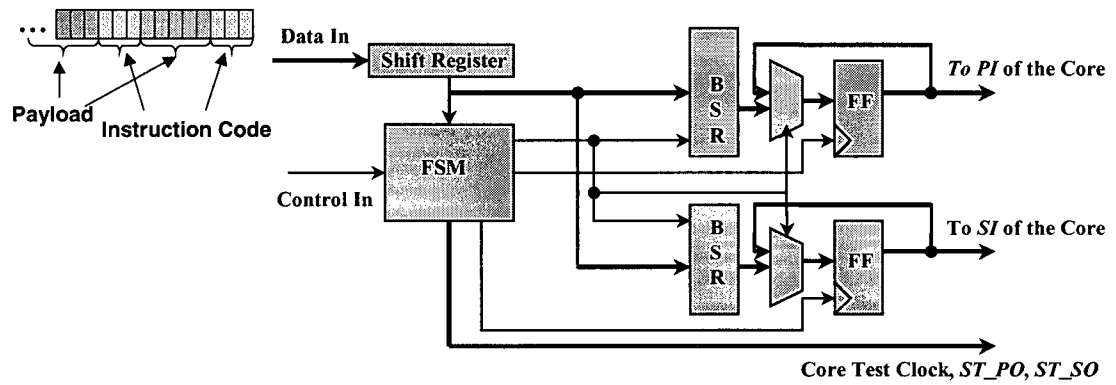 ...
Data In
Shift Register
Payload
Instruction Code
B
S
R
FF
To PI of the Core
FSM
Control In
B
S
R
FF
To SI of the Core
Core Test Clock, ST_PO, ST_SO